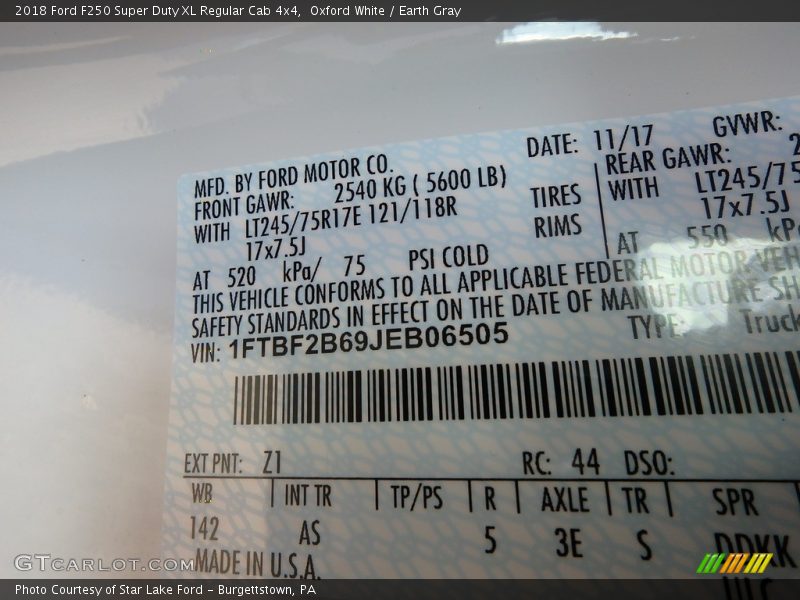 2018 Ford F250 Super Duty XL Regular Cab 4x4,  Oxford White / Earth Gray
MFD. BY FORD MOTOR CO. DATE: 11/17 GVWR:
FRONT GAWR: 2540 KG ( 5600 LB) REAR GAWR:
WITH LT245/75R17E 121/118R TIRES WITH LT245/75
17x7.5J RIMS 17x7.5J
AT 520 kPa/ 75 PSI COLD AT 550 kPa
THIS VEHICLE CONFORMS TO ALL APPLICABLE FEDERAL MOTOR VEH
SAFETY STANDARDS IN EFFECT ON THE DATE OF MANUFACTURE SH
VIN: 1FTBF2B69JEB06505 TYPE: Truck
EXT PNT: Z1 RC: 44 DSO:
WB INT TR TP/PS R AXLE TR SPR
142 AS 5 3E S DDKK
MADE IN U.S.A.
GTCARLOT.COM
Photo Courtesy of Star Lake Ford - Burgettstown, PA